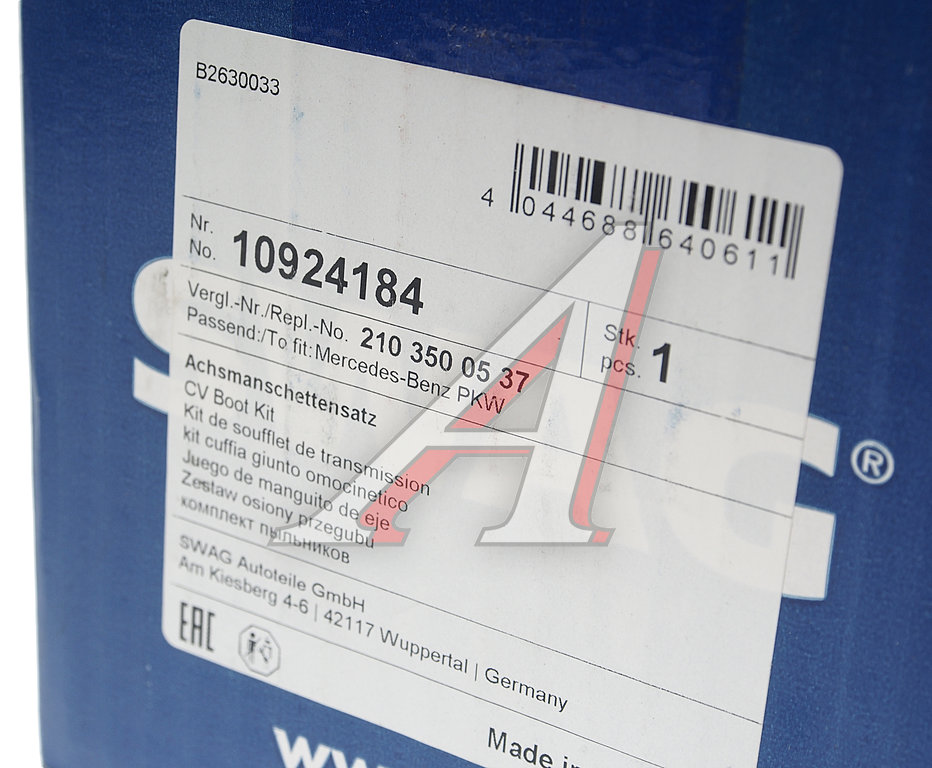 B2630033
4 044688 640611
Nr.
No. 10924184
Stk.
pcs. 1
Vergl.-Nr./Repl.-No. 210 350 05 37
Passend:/To fit: Mercedes-Benz PKW
Achsmanschettensatz
CV Boot Kit
Kit de soufflet de transmission
kit cuffia giunto omocinetico
Juego de manguito de eje
Zestaw osiony przegubu
комплект пыльников
SWAG Autoteile GmbH
Am Kiesberg 4-6 | 42117 Wuppertal | Germany
EAC
Made in
www
A
®